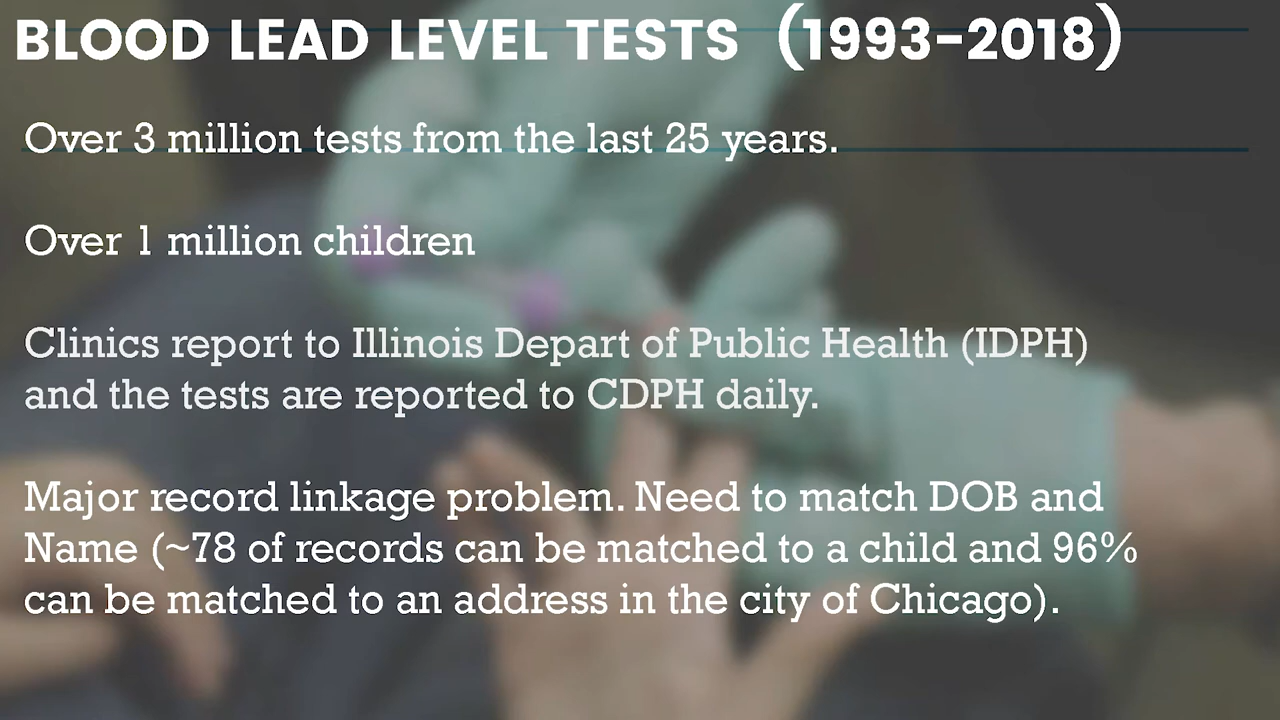 BLOOD LEAD LEVEL TESTS (1993-2018)
Over 3 million tests from the last 25 years.
Over 1 million children
Clinics report to Illinois Depart of Public Health (IDPH)
and the tests are reported to CDPH daily.
Major record linkage problem. Need to match DOB and
Name (~78 of records can be matched to a child and 96%
can be matched to an address in the city of Chicago).